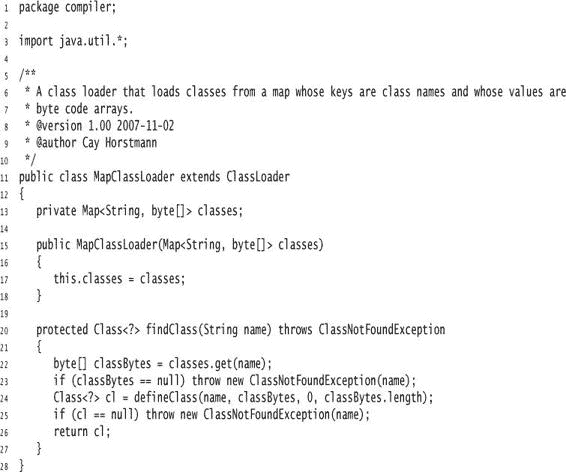 1 package compiler;
2
3 import java.util.*;
4
5 /**
6  * A class loader that loads classes from a map whose keys are class names and whose values are
7  * byte code arrays.
8  * @version 1.00 2007-11-02
9  * @author Cay Horstmann
10  */
11 public class MapClassLoader extends ClassLoader
12 {
13    private Map<String, byte[]> classes;
14
15    public MapClassLoader(Map<String, byte[]> classes)
16    {
17       this.classes = classes;
18    }
19
20    protected Class<?> findClass(String name) throws ClassNotFoundException
21    {
22       byte[] classBytes = classes.get(name);
23       if (classBytes == null) throw new ClassNotFoundException(name);
24       Class<?> cl = defineClass(name, classBytes, 0, classBytes.length);
25       if (cl == null) throw new ClassNotFoundException(name);
26       return cl;
27    }
28 }